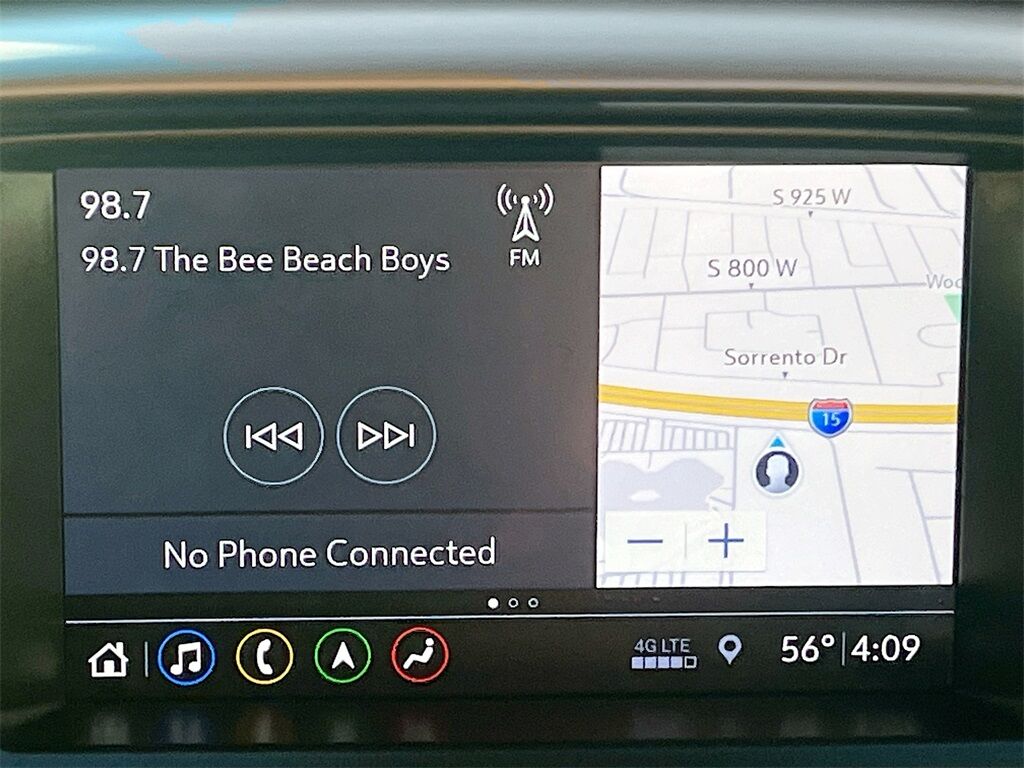 98.7
98.7 The Bee Beach Boys
FM
No Phone Connected
S 925 W
S 800 W
Sorrento Dr
15
4G LTE
56° 4:09